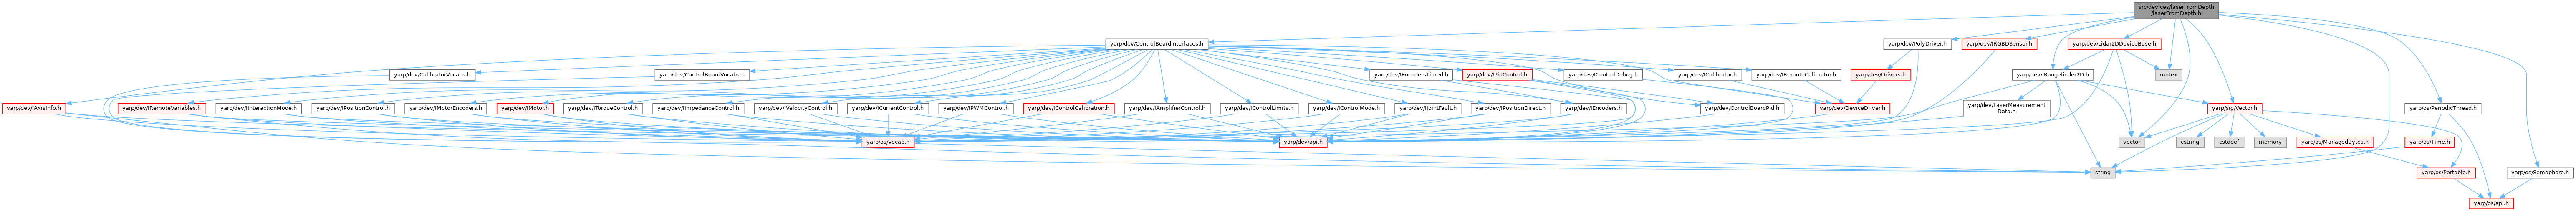 src/devices/laserFromDepth
/laserFromDepth.h
yarp/dev/ControlBoardInterfaces.h
yarp/dev/PolyDriver.h
yarp/dev/IRGBDSensor.h
yarp/dev/Lidar2DDeviceBase.h
yarp/dev/CalibratorVocabs.h
yarp/dev/ControlBoardVocabs.h
yarp/dev/IEncodersTimed.h
yarp/dev/IPidControl.h
yarp/dev/IControlDebug.h
yarp/dev/ICalibrator.h
yarp/dev/IRemoteCalibrator.h
yarp/dev/Drivers.h
yarp/dev/IRangefinder2D.h
mutex
yarp/dev/IAxisInfo.h
yarp/dev/IRemoteVariables.h
yarp/dev/IInteractionMode.h
yarp/dev/IPositionControl.h
yarp/dev/IMotorEncoders.h
yarp/dev/IMotor.h
yarp/dev/ITorqueControl.h
yarp/dev/IImpedanceControl.h
yarp/dev/IVelocityControl.h
yarp/dev/ICurrentControl.h
yarp/dev/IPWMControl.h
yarp/dev/IControlCalibration.h
yarp/dev/IAmplifierControl.h
yarp/dev/IControlLimits.h
yarp/dev/IControlMode.h
yarp/dev/IJointFault.h
yarp/dev/IPositionDirect.h
yarp/dev/IEncoders.h
yarp/dev/ControlBoardPid.h
yarp/dev/DeviceDriver.h
yarp/dev/LaserMeasurement
Data.h
yarp/sig/Vector.h
yarp/os/PeriodicThread.h
yarp/os/Vocab.h
yarp/dev/api.h
vector
cstring
cstddef
memory
yarp/os/ManagedBytes.h
yarp/os/Time.h
string
yarp/os/Portable.h
yarp/os/Semaphore.h
yarp/os/api.h